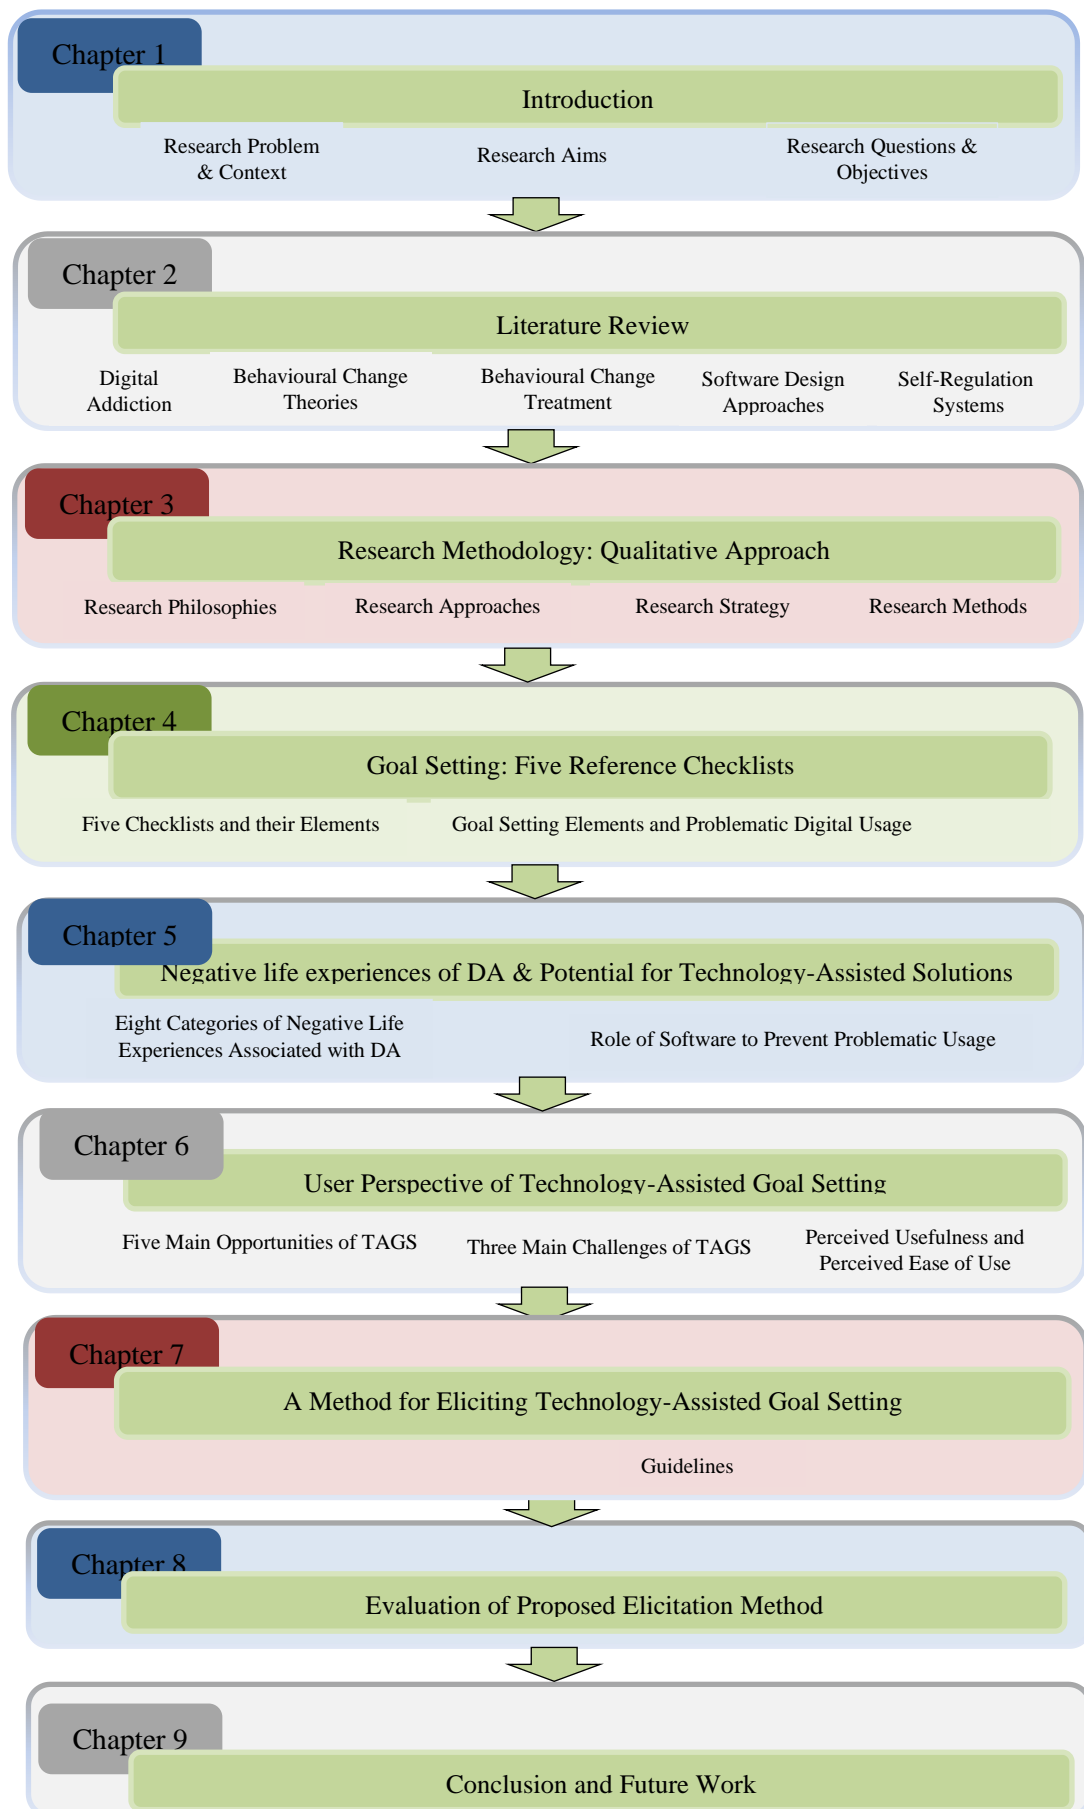 Chapter 1
Introduction
Research Problem
& Context
Research Aims
Research Questions &
Objectives
Chapter 2
Literature Review
Digital
Addiction
Behavioural Change
Theories
Behavioural Change
Treatment
Software Design
Approaches
Self-Regulation
Systems
Chapter 3
Research Methodology: Qualitative Approach
Research Philosophies
Research Approaches
Research Strategy
Research Methods
Chapter 4
Goal Setting: Five Reference Checklists
Five Checklists and their Elements
Goal Setting Elements and Problematic Digital Usage
Chapter 5
Negative life experiences of DA & Potential for Technology-Assisted Solutions
Eight Categories of Negative Life
Experiences Associated with DA
Role of Software to Prevent Problematic Usage
Chapter 6
User Perspective of Technology-Assisted Goal Setting
Five Main Opportunities of TAGS
Three Main Challenges of TAGS
Perceived Usefulness and
Perceived Ease of Use
Chapter 7
A Method for Eliciting Technology-Assisted Goal Setting
Guidelines
Chapter 8
Evaluation of Proposed Elicitation Method
Chapter 9
Conclusion and Future Work